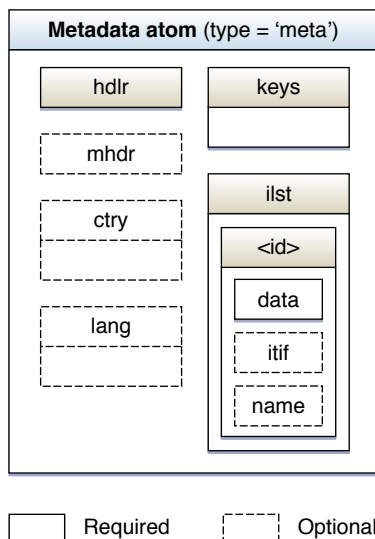 Metadata atom (type = ‘meta’)
hdlr
mhdr
ctry
lang
keys
ilst
<id>
data
itif
name
Required
Optional